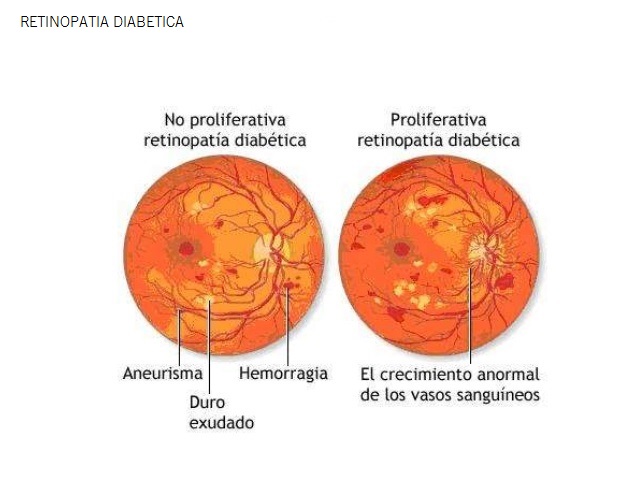 RETINOPATIA DIABETICA
No proliferativa
retinopatía diabética
Proliferativa
retinopatía diabética
Aneurisma
Hemorragia
Duro
exudado
El crecimiento anormal
de los vasos sanguíneos